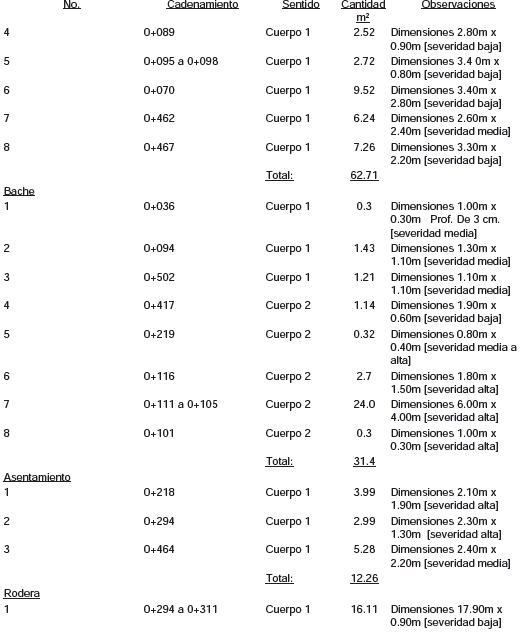 No. Cadenamiento Sentido Cantidad Observaciones
m²
4 0+089 Cuerpo 1 2.52 Dimensiones 2.80m x
0.90m [severidad baja]
5 0+095 a 0+098 Cuerpo 1 2.72 Dimensiones 3.4 0m x
0.80m [severidad baja]
6 0+070 Cuerpo 1 9.52 Dimensiones 3.40m x
2.80m [severidad baja]
7 0+462 Cuerpo 1 6.24 Dimensiones 2.60m x
2.40m [severidad media]
8 0+467 Cuerpo 1 7.26 Dimensiones 3.30m x
2.20m [severidad baja]
Total: 62.71
Bache
1 0+036 Cuerpo 1 0.3 Dimensiones 1.00m x
0.30m Prof. De 3 cm.
[severidad media]
2 0+094 Cuerpo 1 1.43 Dimensiones 1.30m x
1.10m [severidad media]
3 0+502 Cuerpo 1 1.21 Dimensiones 1.10m x
1.10m [severidad media]
4 0+417 Cuerpo 2 1.14 Dimensiones 1.90m x
0.60m [severidad baja]
5 0+219 Cuerpo 2 0.32 Dimensiones 0.80m x
0.40m [severidad media a
alta]
6 0+116 Cuerpo 2 2.7 Dimensiones 1.80m x
1.50m [severidad alta]
7 0+111 a 0+105 Cuerpo 2 24.0 Dimensiones 6.00m x
4.00m [severidad alta]
8 0+101 Cuerpo 2 0.3 Dimensiones 1.00m x
0.30m [severidad alta]
Total: 31.4
Asentamiento
1 0+218 Cuerpo 1 3.99 Dimensiones 2.10m x
1.90m [severidad alta]
2 0+294 Cuerpo 1 2.99 Dimensiones 2.30m x
1.30m [severidad alta]
3 0+464 Cuerpo 1 5.28 Dimensiones 2.40m x
2.20m [severidad media]
Total: 12.26
Rodera
1 0+294 a 0+311 Cuerpo 1 16.11 Dimensiones 17.90m x
0.90m [severidad baja]